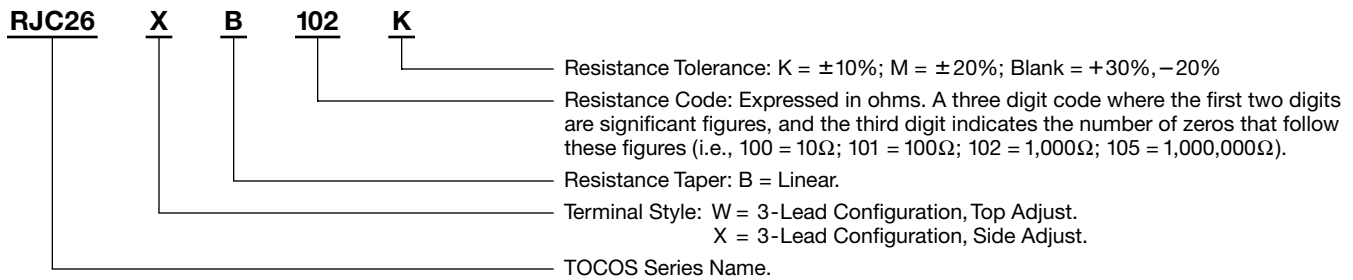 RJC26 X B 102 K
Resistance Tolerance: K = ±10%; M = ±20%; Blank = +30%, −20%
Resistance Code: Expressed in ohms. A three digit code where the first two digits
are significant figures, and the third digit indicates the number of zeros that follow
these figures (i.e., 100 = 10Ω; 101 = 100Ω; 102 = 1,000Ω; 105 = 1,000,000Ω).
Resistance Taper: B = Linear.
Terminal Style: W = 3-Lead Configuration, Top Adjust.
X = 3-Lead Configuration, Side Adjust.
TOCOS Series Name.